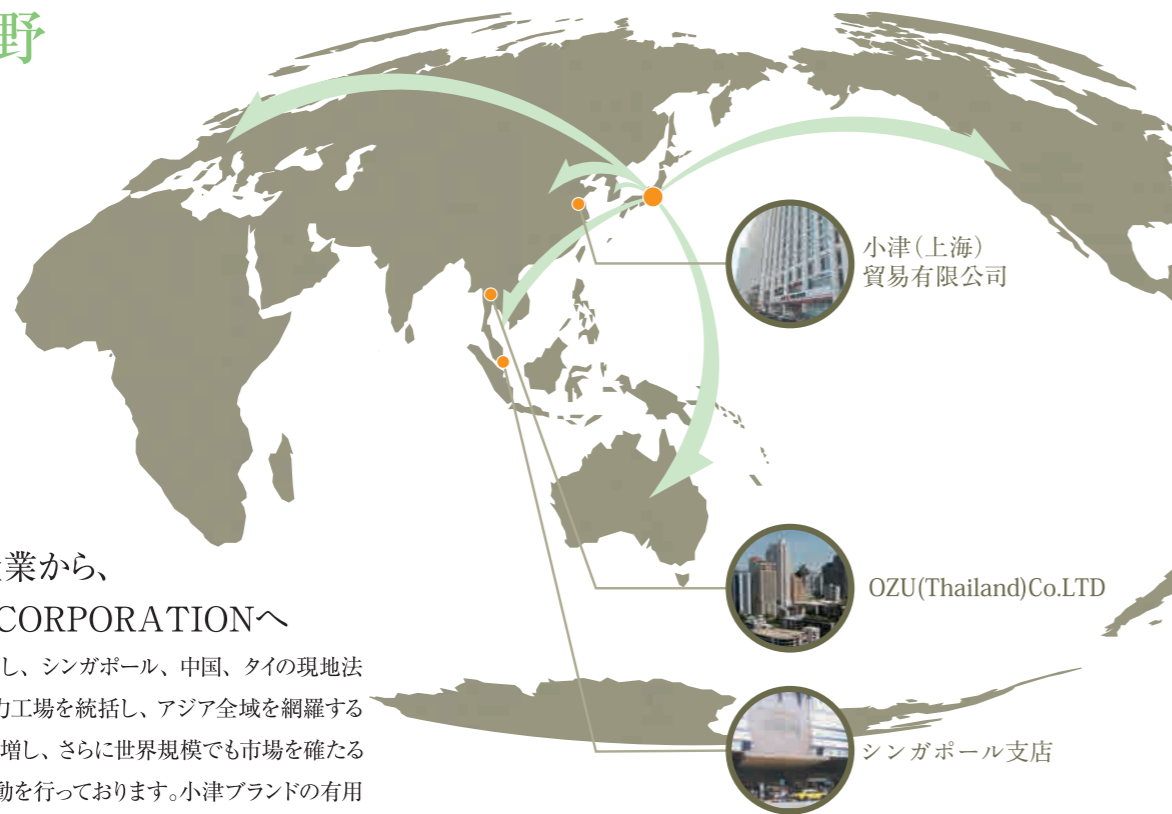 野
業から、
CORPORATIONへ
し、シンガポール、中国、タイの現地法
力工場を統括し、アジア全域を網羅する
増し、さらに世界規模でも市場を確たる
動を行っております。小津ブランドの有用
小津（上海）
貿易有限公司
OZU(Thailand)Co.LTD
シンガポール支店